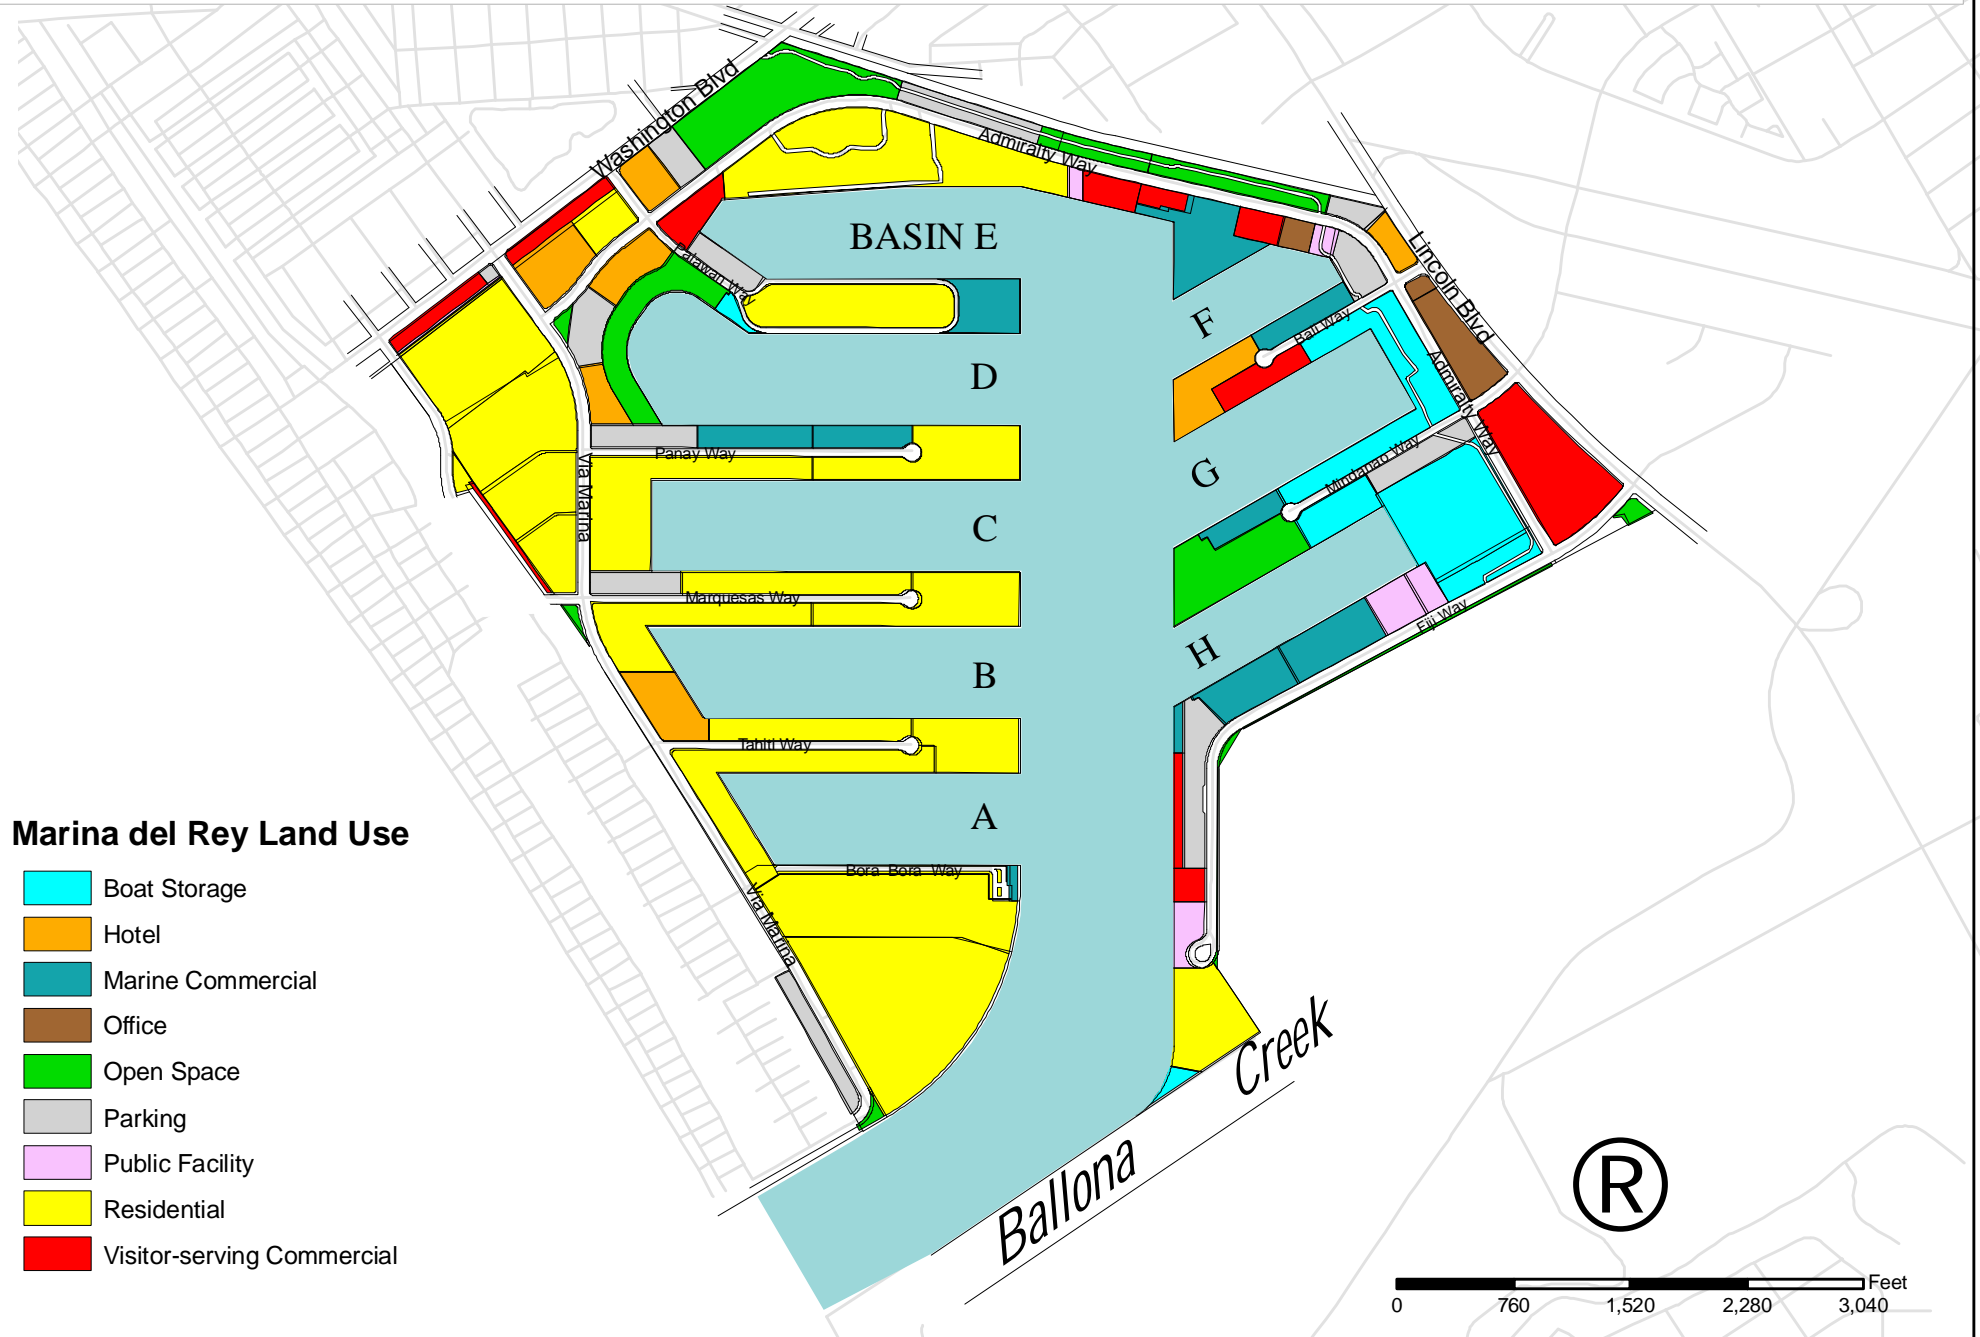 Washington Blvd
Admiralty Way
BASIN E
Palawan Way
Lincoln Blvd
F
Bali Way
D
Admiralty Way
Panay Way
Mindanao Way
G
Via Marina
C
Marquesas Way
Fiji Way
H
B
Tahiti Way
A
Bora Bora Way
Via Marina
Ballona Creek
Marina del Rey Land Use
Boat Storage
Hotel
Marine Commercial
Office
Open Space
Parking
Public Facility
Residential
Visitor-serving Commercial
®
Feet
0 760 1,520 2,280 3,040